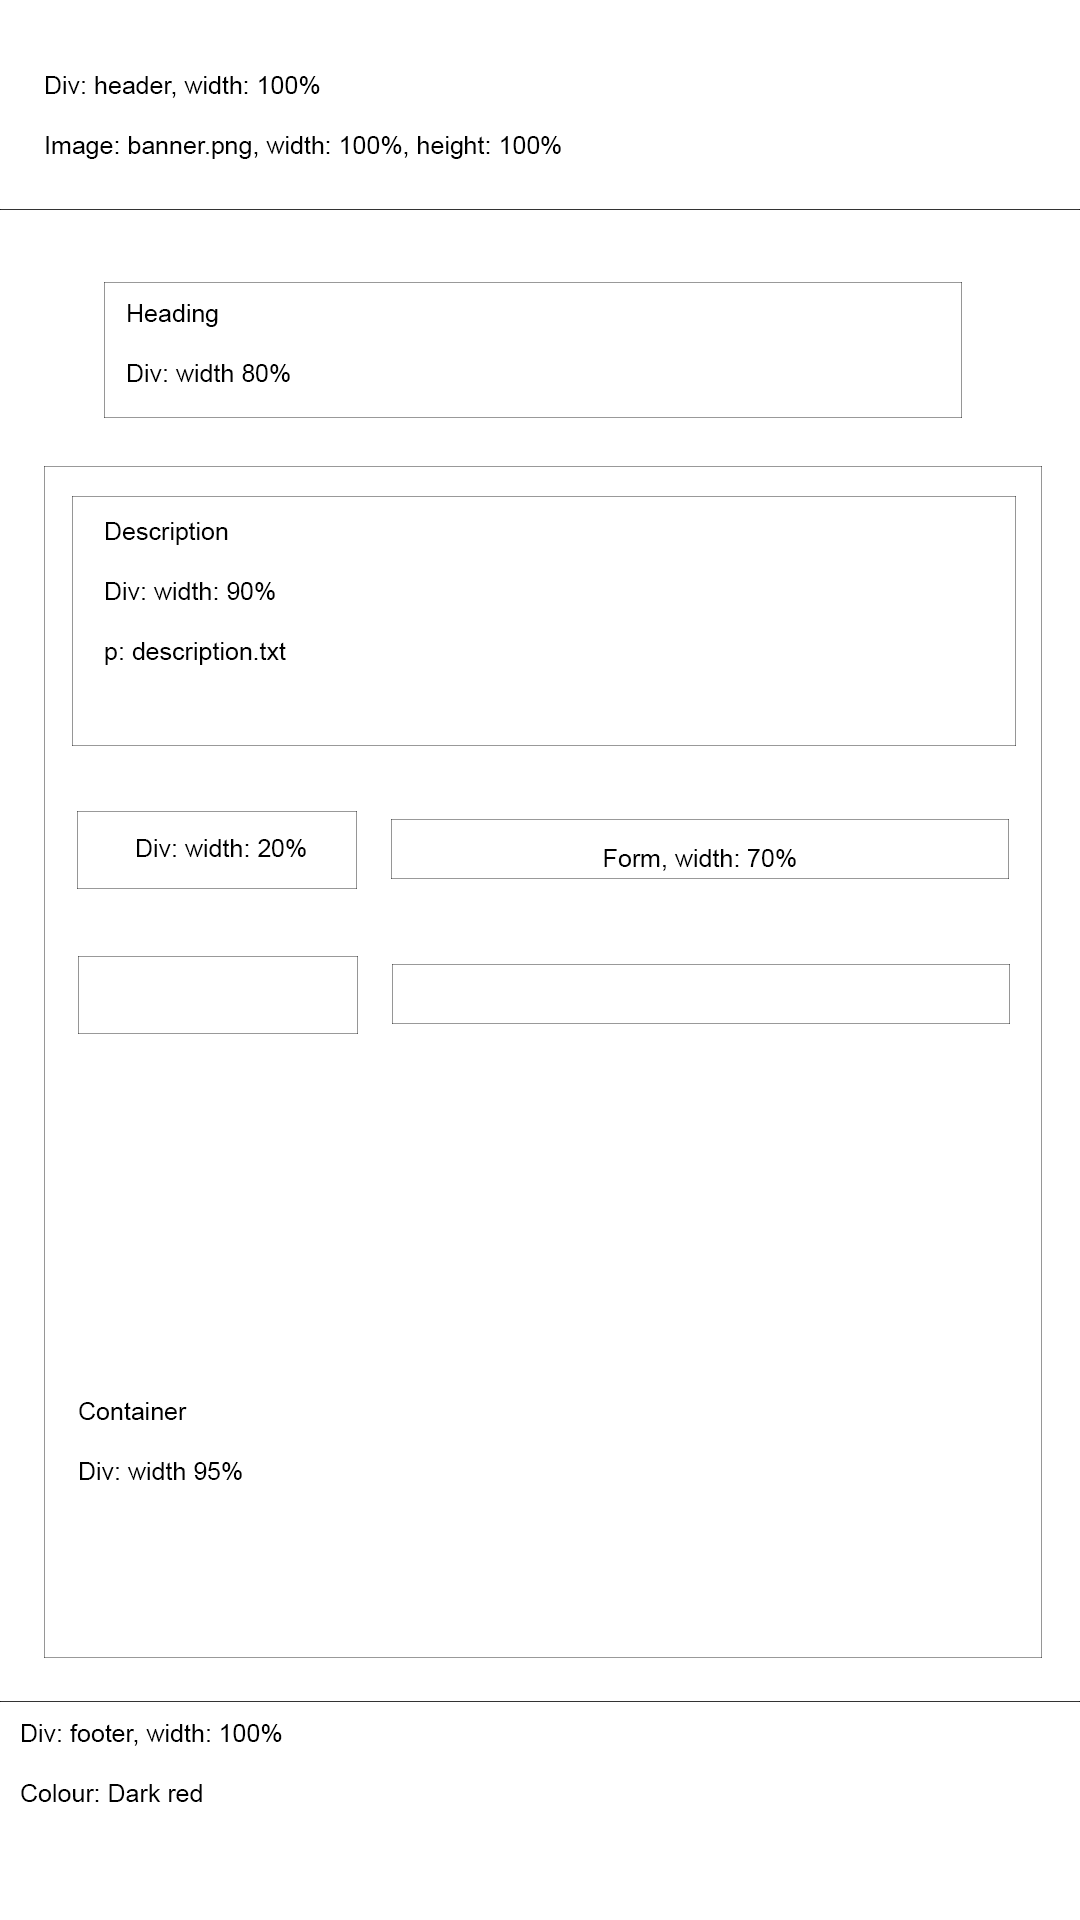 Div: header, width: 100%
Image: banner.png, width: 100%, height: 100%
Heading
Div: width 80%
Description
Div: width: 90%
p: description.txt
Div: width: 20%
Form, width: 70%
Container
Div: width 95%
Div: footer, width: 100%
Colour: Dark red